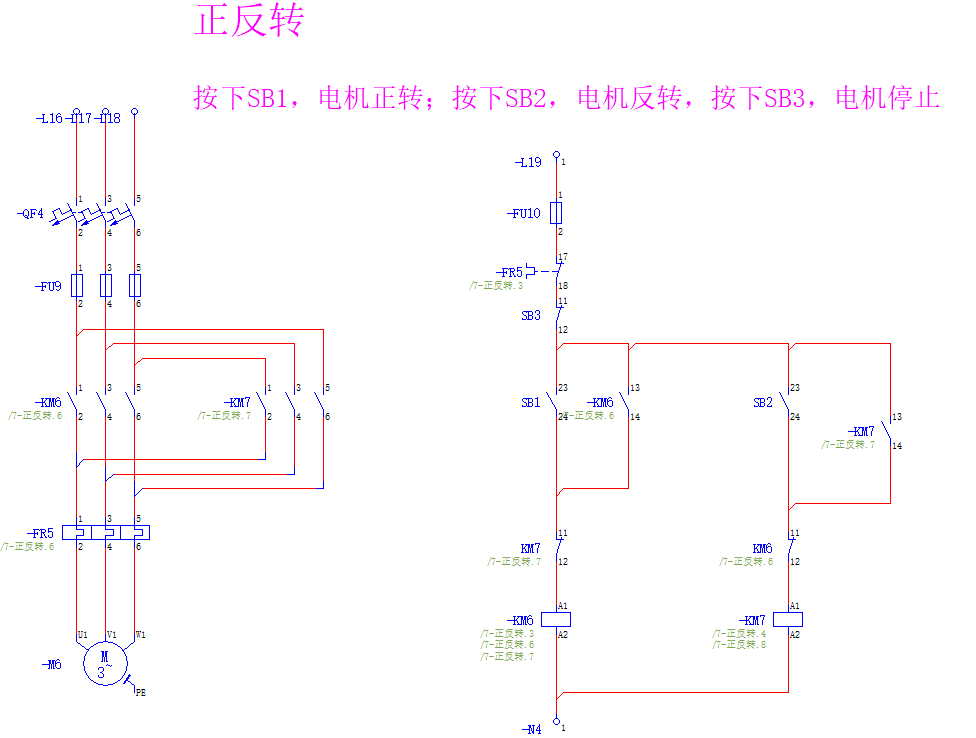 正反转
按下SB1，电机正转；按下SB2，电机反转，按下SB3，电机停止
-L16 -L17 -L18
-L19 1
1 3 5
-QF4
2 4 6
1
-FU10
2
1 3 5
-FU9
2 4 6
17
-FR5
/7-正反转.3 18
11
SB3
12
1 3 5
-KM6
/7-正反转.6 2 4 6
1 3 5
-KM7
/7-正反转.7 2 4 6
23
SB1
24
13
-KM6
/7-正反转.6 14
23
SB2
24
13
-KM7
/7-正反转.7 14
1 3 5
-FR5
/7-正反转.6 2 4 6
11
KM7
/7-正反转.7 12
11
KM6
/7-正反转.6 12
A1
-KM6
/7-正反转.3 A2
/7-正反转.6
/7-正反转.7
A1
-KM7
/7-正反转.4 A2
/7-正反转.8
U1 V1 W1
-M6
M
3~
PE
-N4 1